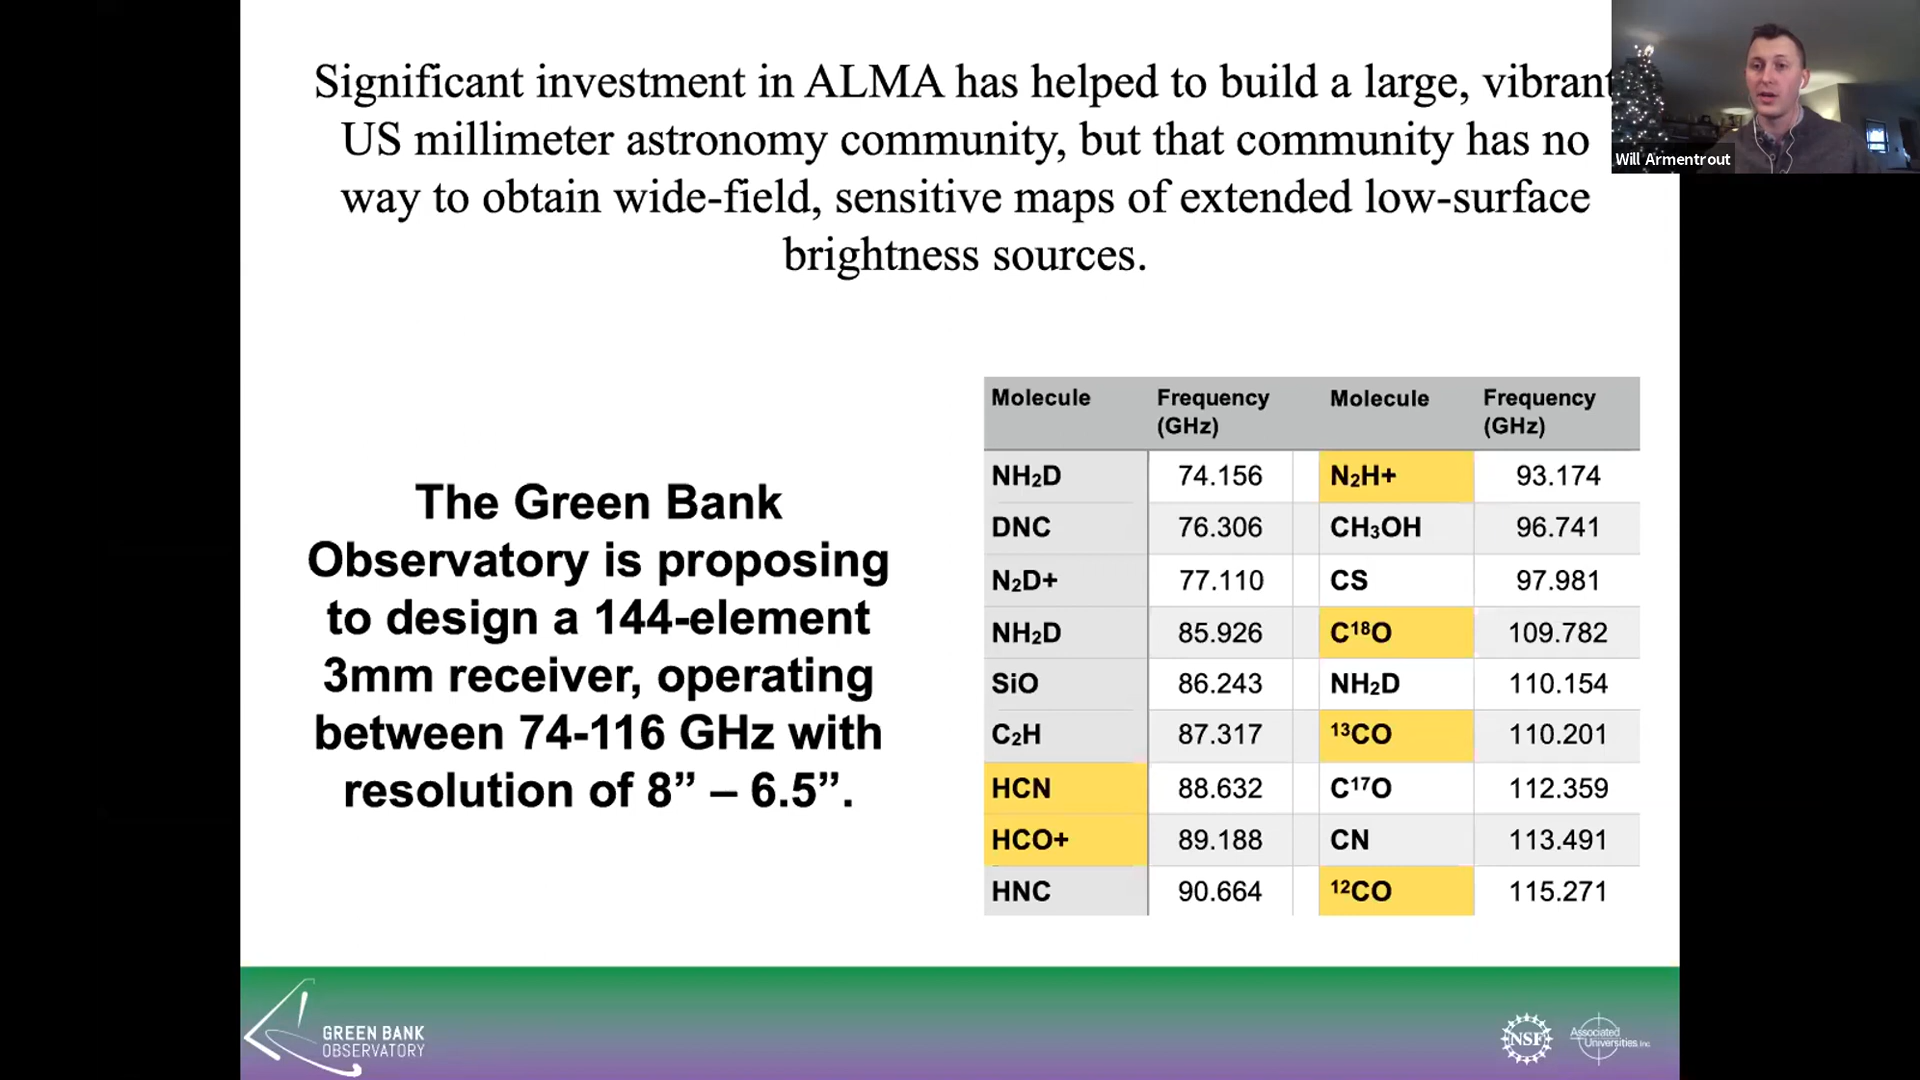 Significant investment in ALMA has helped to build a large, vibrant
US millimeter astronomy community, but that community has no
way to obtain wide-field, sensitive maps of extended low-surface
brightness sources.
Will Armentrout
The Green Bank
Observatory is proposing
to design a 144-element
3mm receiver, operating
between 74-116 GHz with
resolution of 8” – 6.5”.
Molecule Frequency (GHz) Molecule Frequency (GHz)
NH₂D 74.156 N₂H+ 93.174
DNC 76.306 CH₃OH 96.741
N₂D+ 77.110 CS 97.981
NH₂D 85.926 C¹⁸O 109.782
SiO 86.243 NH₂D 110.154
C₂H 87.317 ¹³CO 110.201
HCN 88.632 C¹⁷O 112.359
HCO+ 89.188 CN 113.491
HNC 90.664 ¹²CO 115.271
GREEN BANK
OBSERVATORY
NSF
Associated
Universities Inc